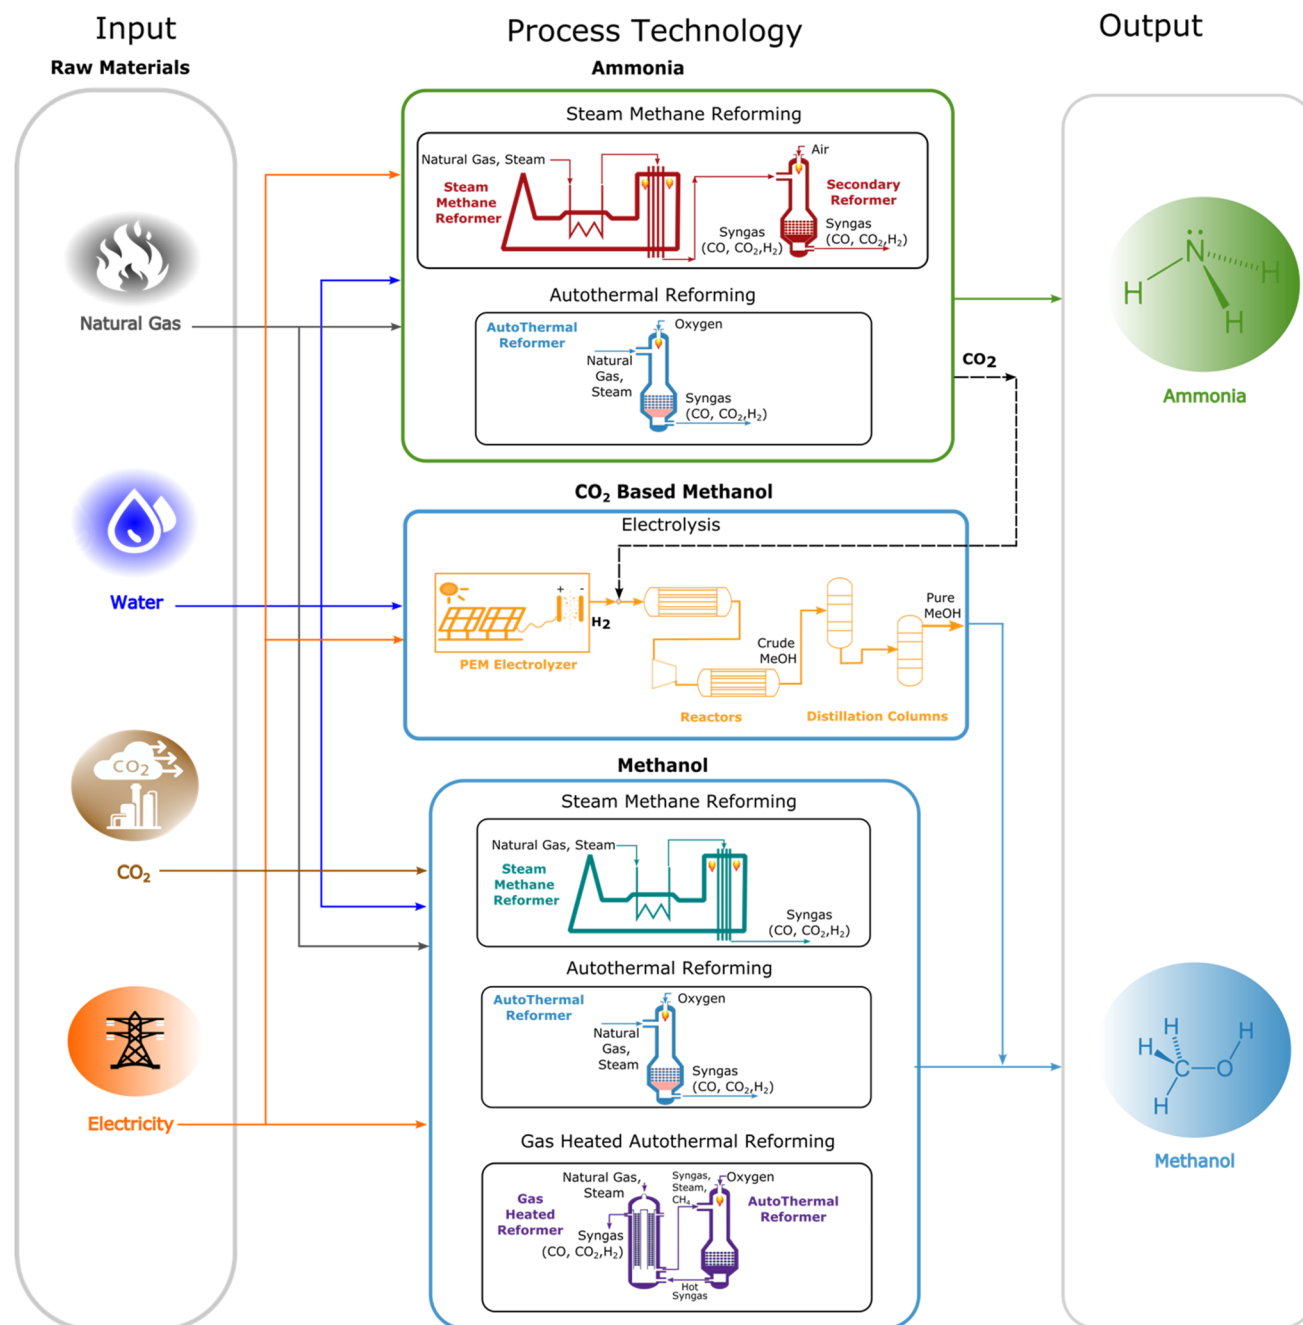 Input
Process Technology
Output
Raw Materials
Ammonia
Steam Methane Reforming
Natural Gas, Steam
Steam
Methane
Reformer
Air
Secondary
Reformer
Syngas
(CO, CO₂,H₂)
Syngas
(CO, CO₂,H₂)
Autothermal Reforming
AutoThermal
Reformer
Oxygen
Natural
Gas,
Steam
Syngas
(CO, CO₂,H₂)
Natural Gas
CO₂
N
H
H
H
Ammonia
CO₂ Based Methanol
Electrolysis
+ -
H₂
PEM Electrolyzer
Crude
MeOH
Pure
MeOH
Reactors
Distillation Columns
Water
Methanol
Steam Methane Reforming
Natural Gas, Steam
Steam
Methane
Reformer
Syngas
(CO, CO₂,H₂)
CO₂
CO₂
Autothermal Reforming
AutoThermal
Reformer
Oxygen
Natural
Gas,
Steam
Syngas
(CO, CO₂,H₂)
Electricity
H
H
H
C
O
H
Methanol
Gas Heated Autothermal Reforming
Natural Gas,
Steam
Gas
Heated
Reformer
Syngas
(CO, CO₂,H₂)
Syngas,
Steam,
CH₄
Oxygen
AutoThermal
Reformer
Hot
Syngas